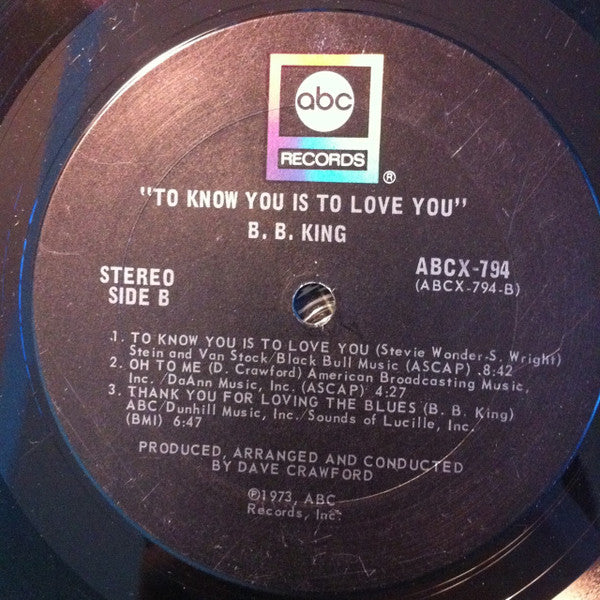 abc
RECORDS
®
"TO KNOW YOU IS TO LOVE YOU"
B. B. KING
STEREO
SIDE B
ABCX-794
(ABCX-794-B)
1. TO KNOW YOU IS TO LOVE YOU (Stevie Wonder-S. Wright)
Stein and Van Stock/Black Bull Music (ASCAP) .8:42
2. OH TO ME (D. Crawford) American Broadcasting Music,
Inc. /DaAnn Music, Inc. (ASCAP) 4:27
3. THANK YOU FOR LOVING THE BLUES (B. B. King)
ABC/Dunhill Music, Inc./Sounds of Lucille, Inc.
(BMI) 6:47
PRODUCED, ARRANGED AND CONDUCTED
BY DAVE CRAWFORD
℗1973, ABC
Records, Inc.